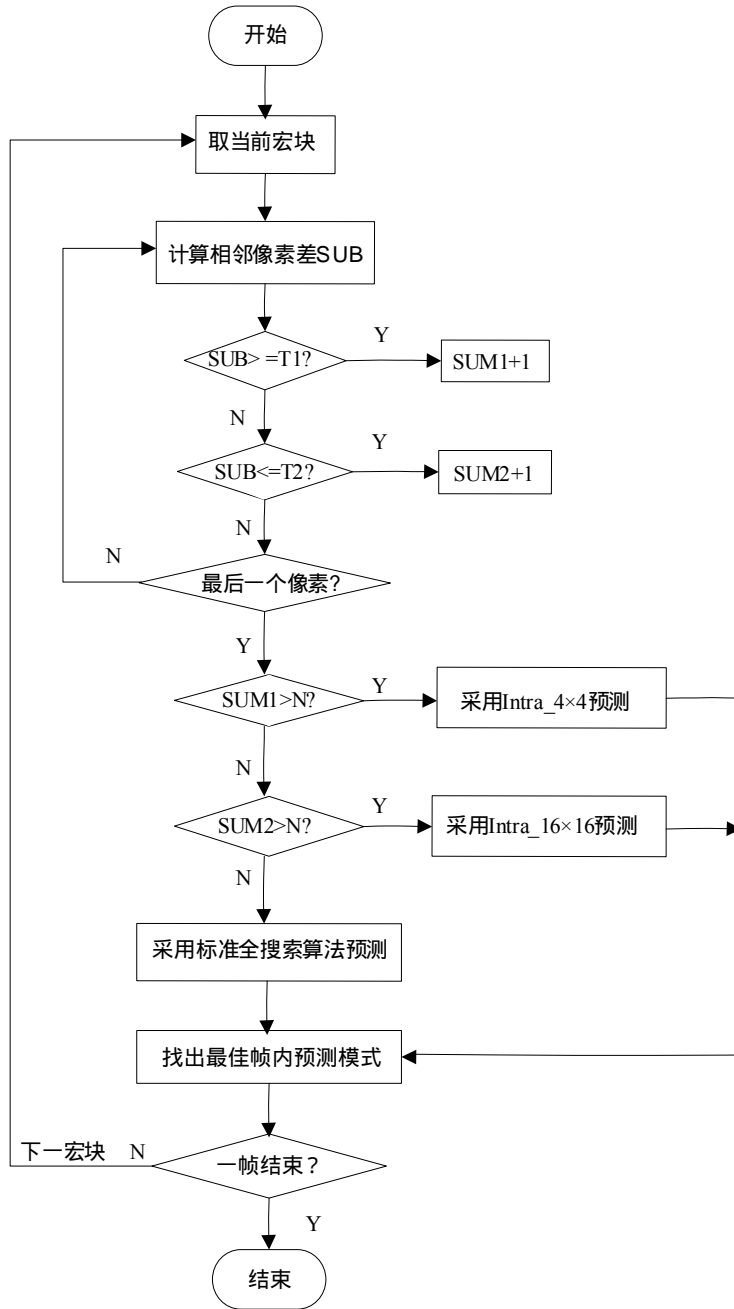 开始
取当前宏块
计算相邻像素差SUB
Y
SUB> =T1?
SUM1+1
N
Y
SUB<=T2?
SUM2+1
N
N
最后一个像素?
Y
Y
SUM1>N?
采用Intra_4×4预测
N
Y
SUM2>N?
采用Intra_16×16预测
N
采用标准全搜索算法预测
找出最佳帧内预测模式
下一宏块 N
一帧结束？
Y
结束